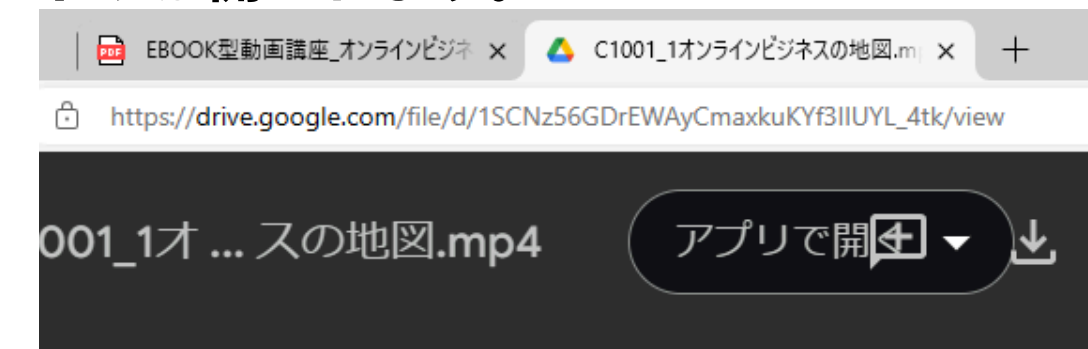 PDF EBOOK型動画講座_オンラインビジネ × C1001_1オンラインビジネスの地図.m × +
https://drive.google.com/file/d/1SCNz56GDrEWAyCmaxkuKYf3IIUYL_4tk/view
001_1オ ... スの地図.mp4 アプリで開